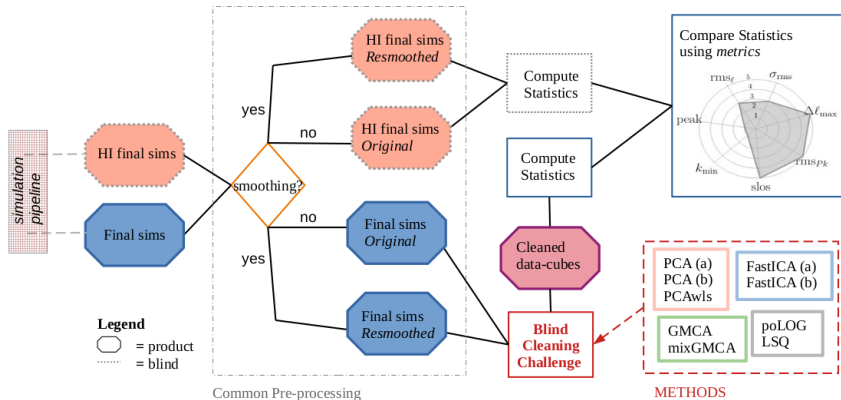 simulation
pipeline
HI final sims
Final sims
smoothing?
yes
no
no
yes
HI final sims
Resmoothed
HI final sims
Original
Final sims
Original
Final sims
Resmoothed
Common Pre-processing
Legend
= product
= blind
Compute
Statistics
Compute
Statistics
Cleaned
data-cubes
Blind
Cleaning
Challenge
Compare Statistics
using metrics
rmsℓ
σrms
Δℓmax
rmsPk
slos
kmin
peak
5
4
3
2
1
PCA (a)
PCA (b)
PCAwls
FastICA (a)
FastICA (b)
GMCA
mixGMCA
poLOG
LSQ
METHODS